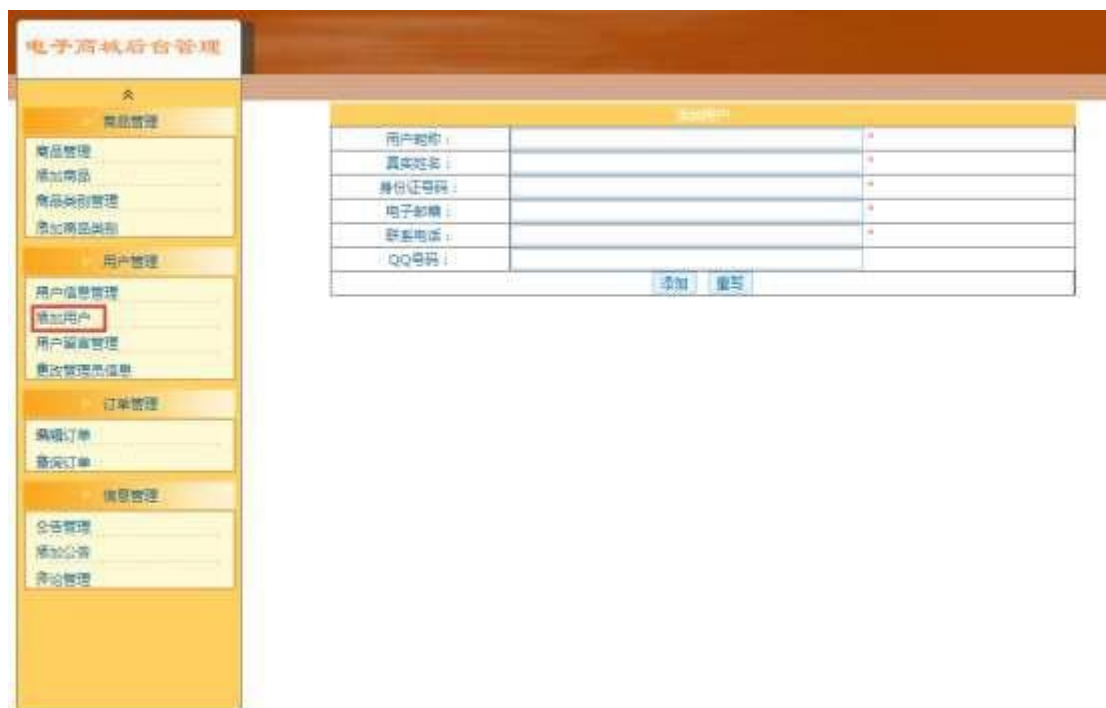 电子商城后台管理
商品管理
商品管理
添加商品
商品类别管理
添加商品类别
用户管理
用户信息管理
添加用户
用户留言管理
更改管理员信息
订单管理
编辑订单
查询订单
信息管理
公告管理
添加公告
评论管理
添加用户
用户昵称：
*
真实姓名：
*
身份证号码：
*
电子邮箱：
*
联系电话：
*
QQ号码：
添加 重写